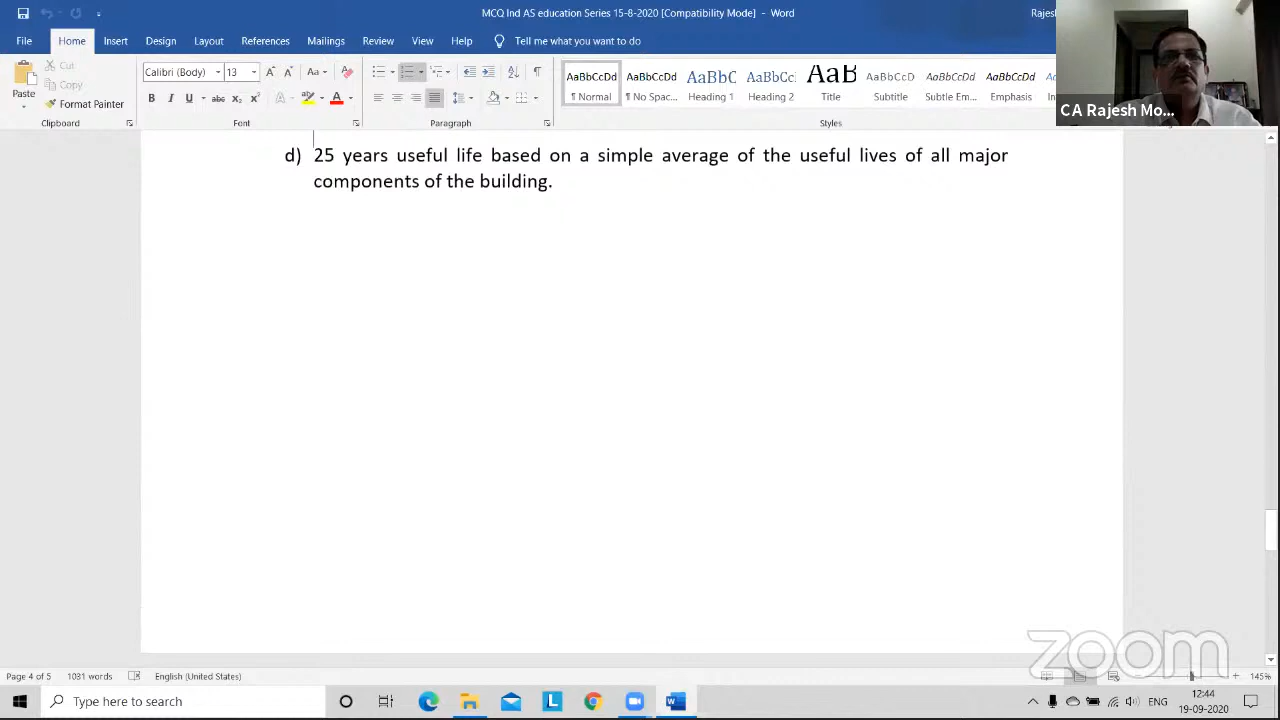 MCQ Ind AS education Series 15-8-2020 [Compatibility Mode] - Word
Rajes
File Home Insert Design Layout References Mailings Review View Help Tell me what you want to do
Paste
Cut
Copy
Format Painter
Calibri (Body) 13
B I U abc x₂ x² A
AaBbCcDd AaBbCcDd AaBbC AaBbCc AaB AaBbCcD AaBbCcDd AaBbCcDd
¶ Normal ¶ No Spac... Heading 1 Heading 2 Title Subtitle Subtle Em... Emphasis
Clipboard Font Paragraph Styles
CA Rajesh Mo...
d) 25 years useful life based on a simple average of the useful lives of all major
components of the building.
zoom
Page 4 of 5 1031 words English (United States) 145%
Type here to search
12:44
ENG
19-09-2020